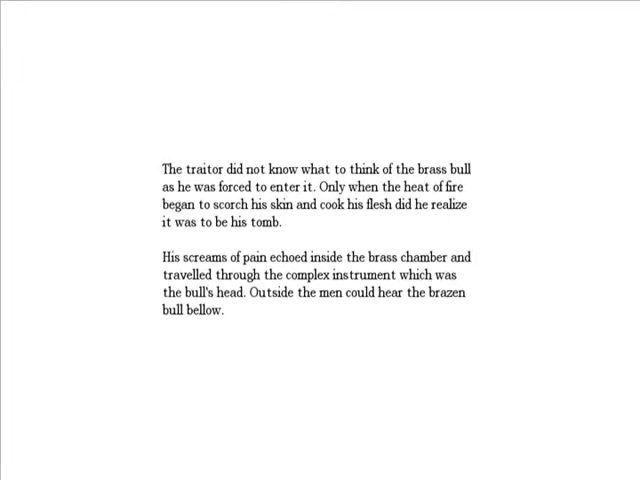 The traitor did not know what to think of the brass bull
as he was forced to enter it. Only when the heat of fire
began to scorch his skin and cook his flesh did he realize
it was to be his tomb.
His screams of pain echoed inside the brass chamber and
travelled through the complex instrument which was
the bull's head. Outside the men could hear the brazen
bull bellow.